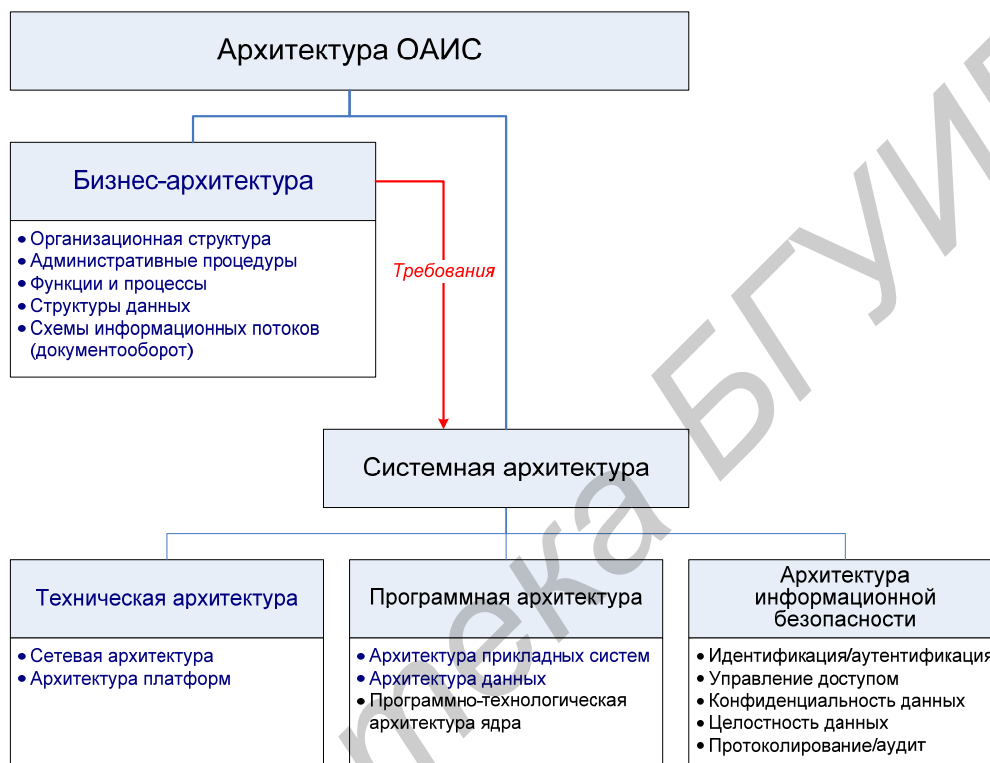 Архитектура ОАИС
Бизнес-архитектура
• Организационная структура
• Административные процедуры
• Функции и процессы
• Структуры данных
• Схемы информационных потоков
(документооборот)
Требования
Системная архитектура
Техническая архитектура
• Сетевая архитектура
• Архитектура платформ
Программная архитектура
• Архитектура прикладных систем
• Архитектура данных
• Программно-технологическая
архитектура ядра
Архитектура
информационной
безопасности
• Идентификация/аутентификация
• Управление доступом
• Конфиденциальность данных
• Целостность данных
• Протоколирование/аудит
тека БГУИ